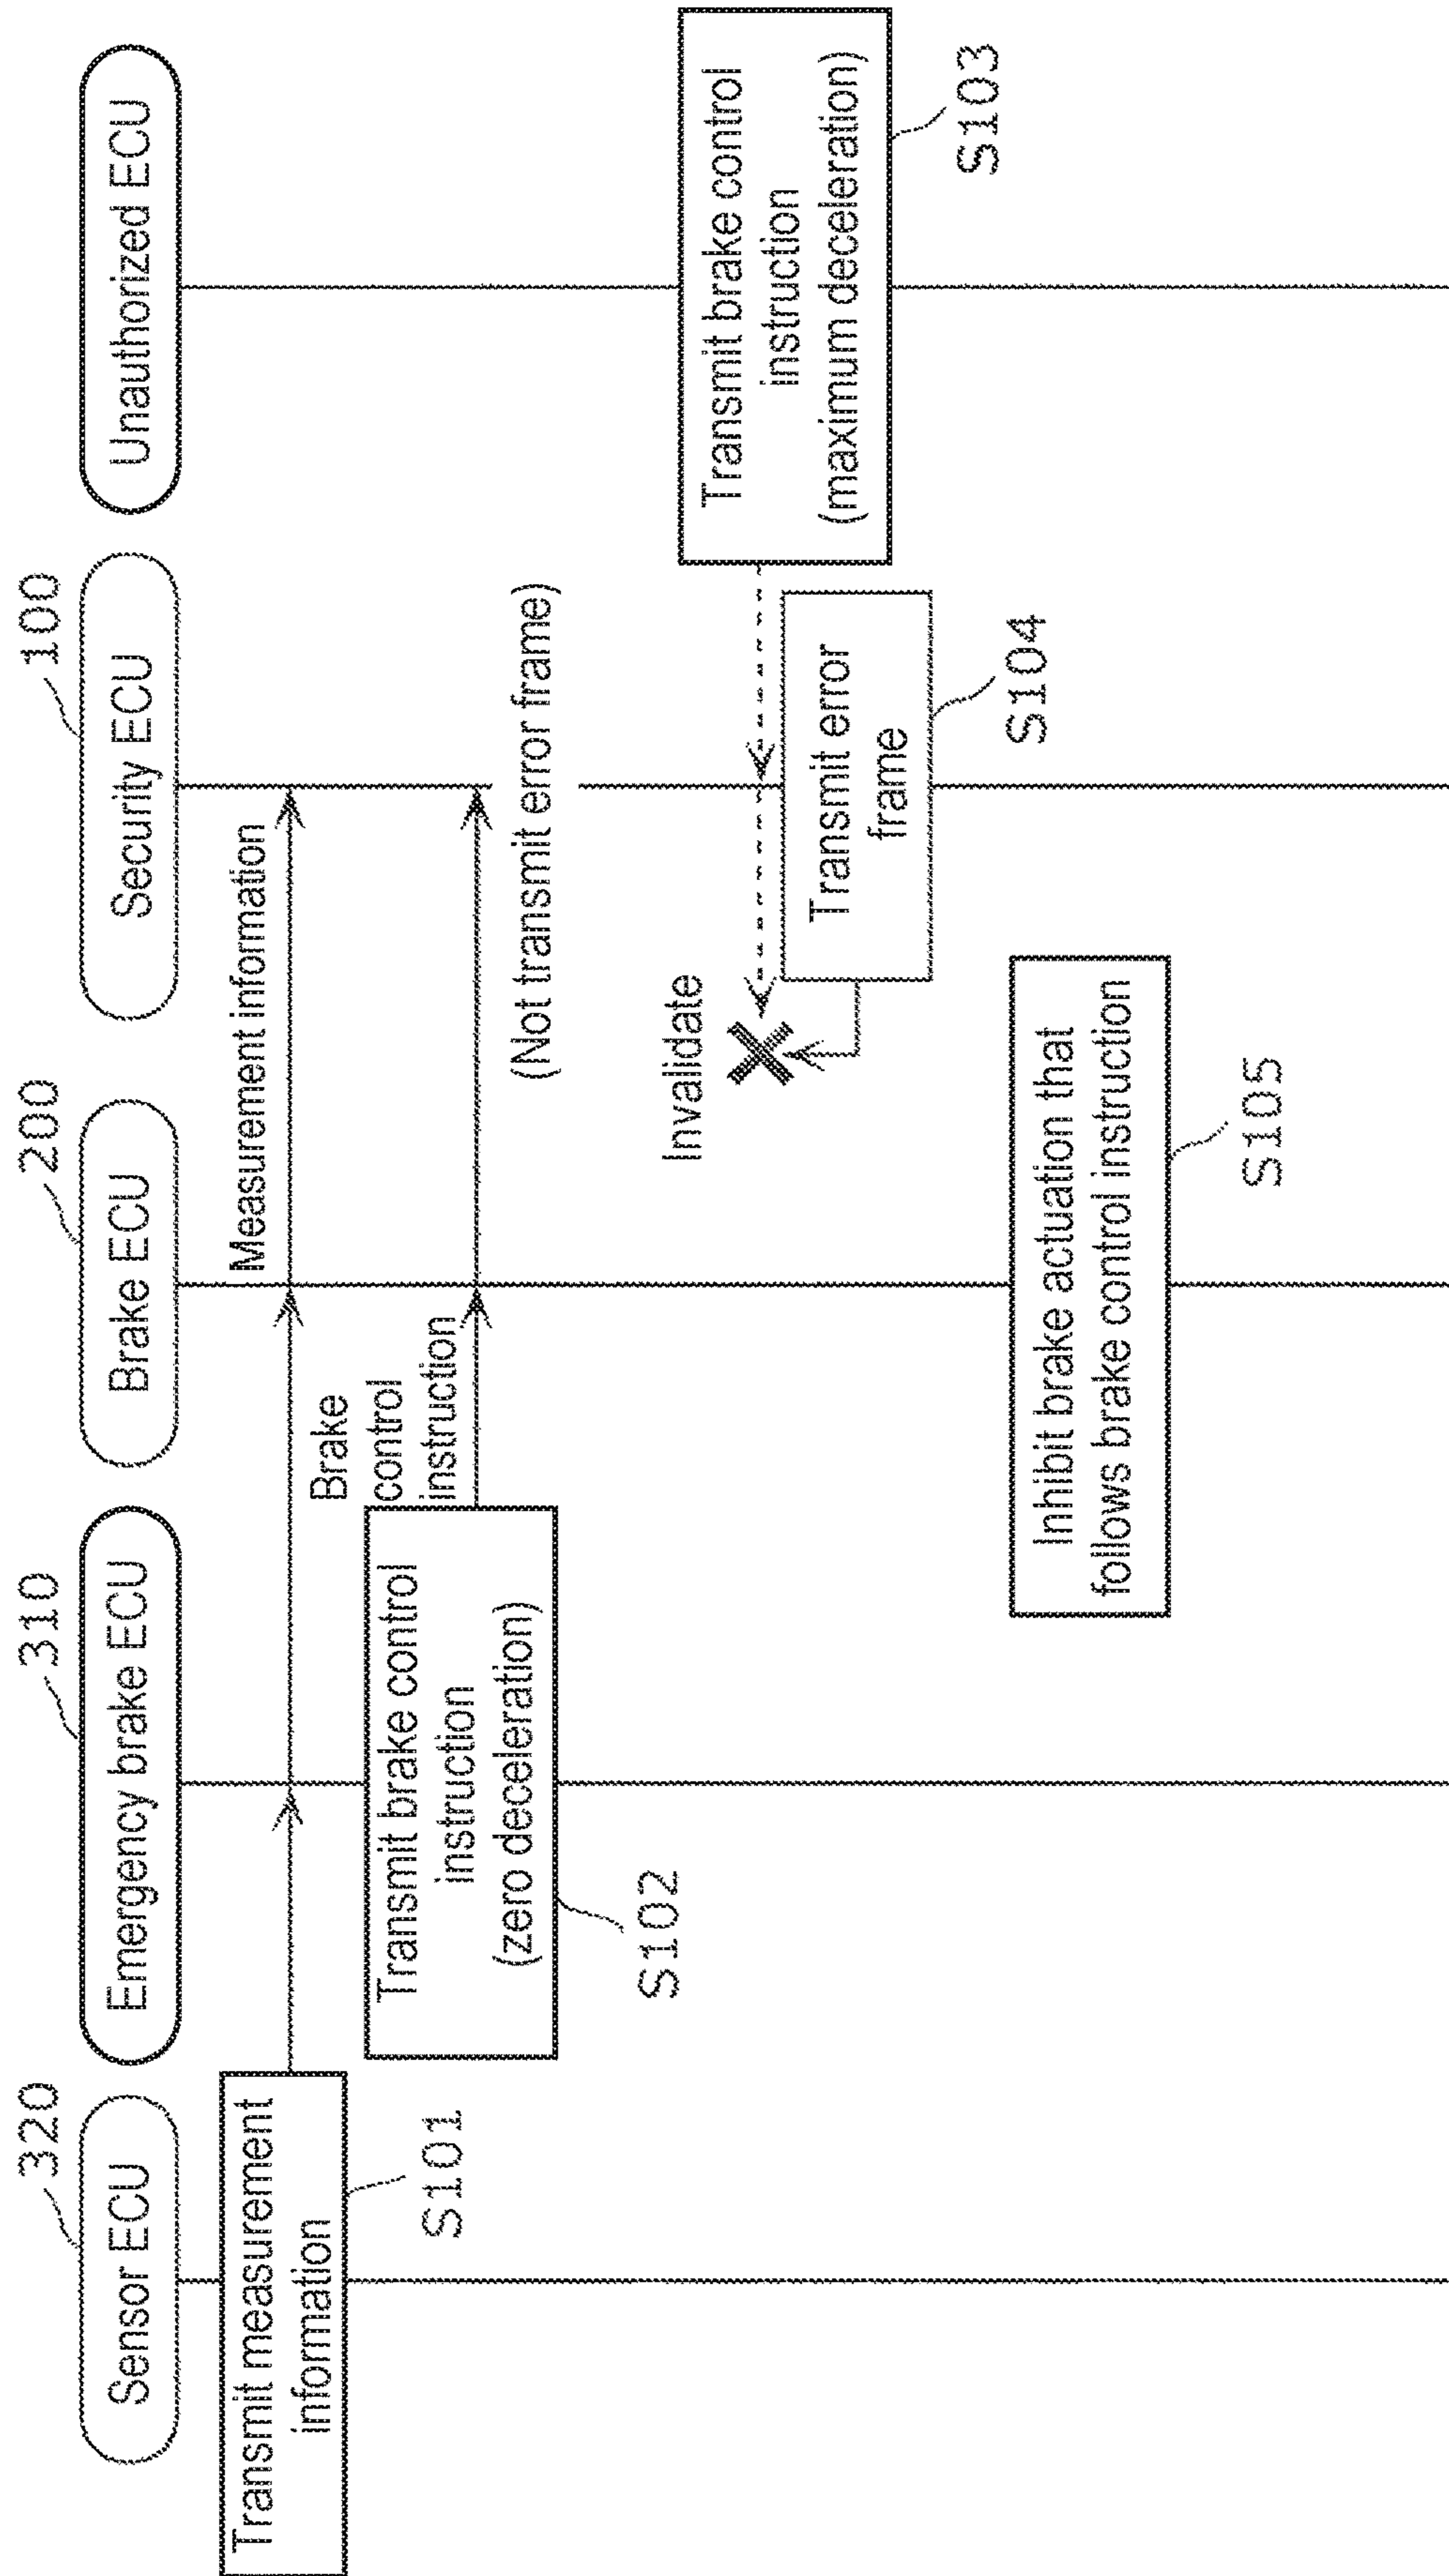 320
310
200
100
Sensor ECU
Emergency brake ECU
Brake ECU
Security ECU
Unauthorized ECU
Transmit measurement
information
S101
Measurement information
Brake
control
instruction
Transmit brake control
instruction
(zero deceleration)
S102
(Not transmit error frame)
Invalidate
Transmit brake control
instruction
(maximum deceleration)
S103
Transmit error
frame
S104
Inhibit brake actuation that
follows brake control instruction
S105